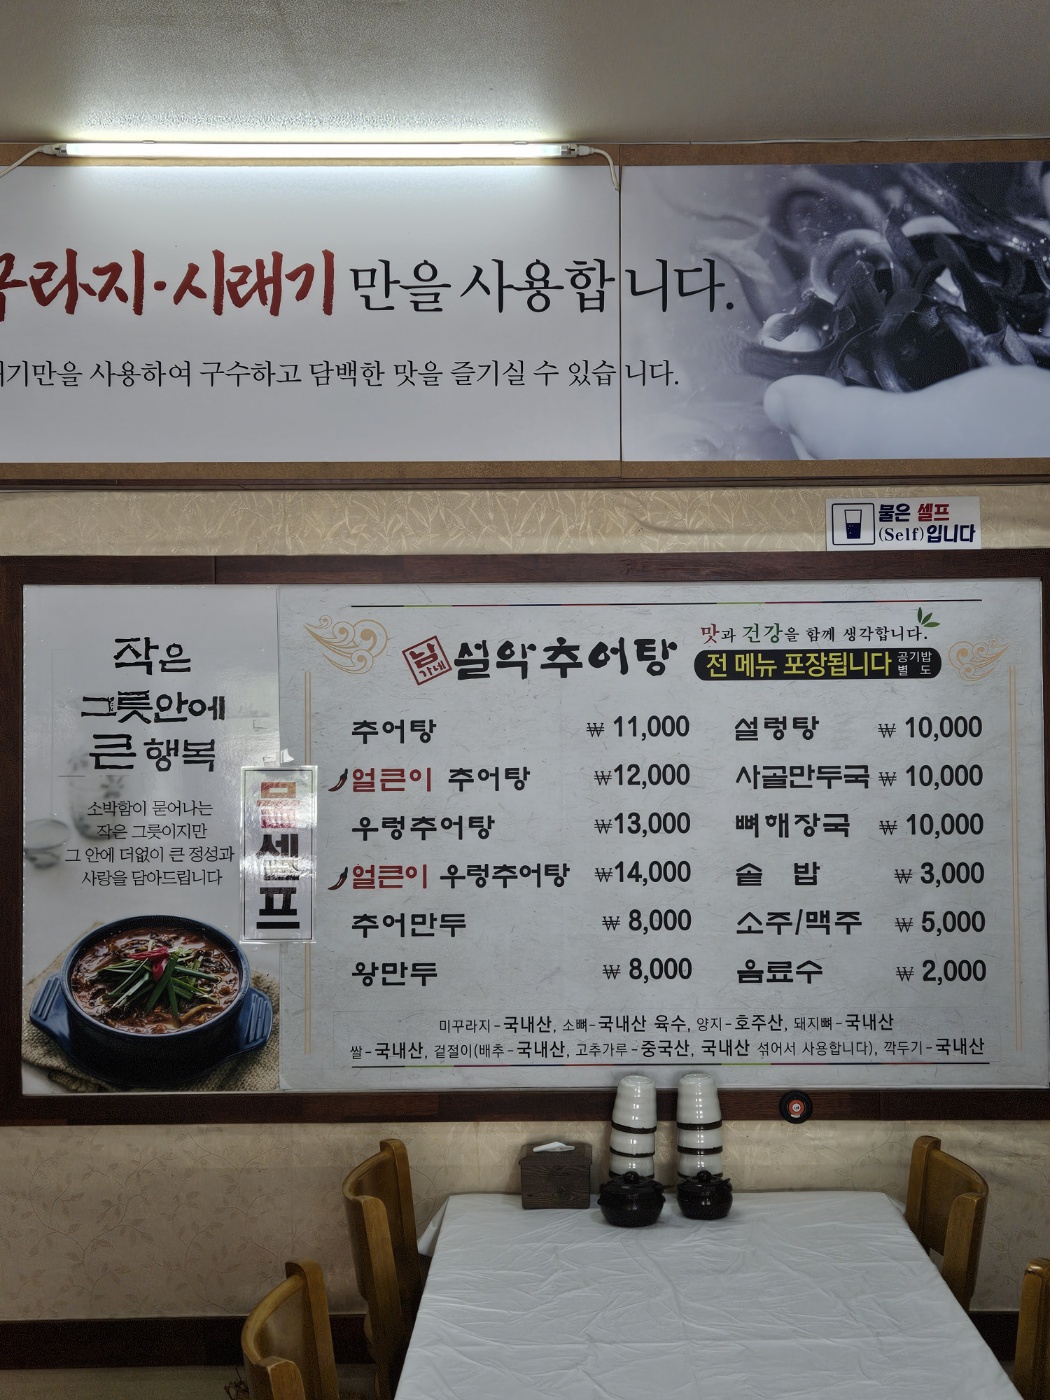 꾸라지·시래기만을 사용합니다.
래기만을 사용하여 구수하고 담백한 맛을 즐기실 수 있습니다.
물은 셀프
(Self)입니다
작은
그릇안에
큰 행복
소박함이 묻어나는
작은 그릇이지만
그 안에 더없이 큰 정성과
사랑을 담아드립니다
물 셀프
남가네 설악추어탕
맛과 건강을 함께 생각합니다.
전 메뉴 포장됩니다 공기밥 별도
추어탕 ₩ 11,000
얼큰이 추어탕 ₩12,000
우렁추어탕 ₩13,000
얼큰이 우렁추어탕 ₩14,000
추어만두 ₩ 8,000
왕만두 ₩ 8,000
설렁탕 ₩ 10,000
사골만두국 ₩ 10,000
뼈해장국 ₩ 10,000
솥 밥 ₩ 3,000
소주/맥주 ₩ 5,000
음료수 ₩ 2,000
미꾸라지-국내산, 소뼈-국내산 육수, 양지-호주산, 돼지뼈-국내산
쌀-국내산, 겉절이(배추-국내산, 고추가루-중국산, 국내산 섞어서 사용합니다), 깍두기-국내산